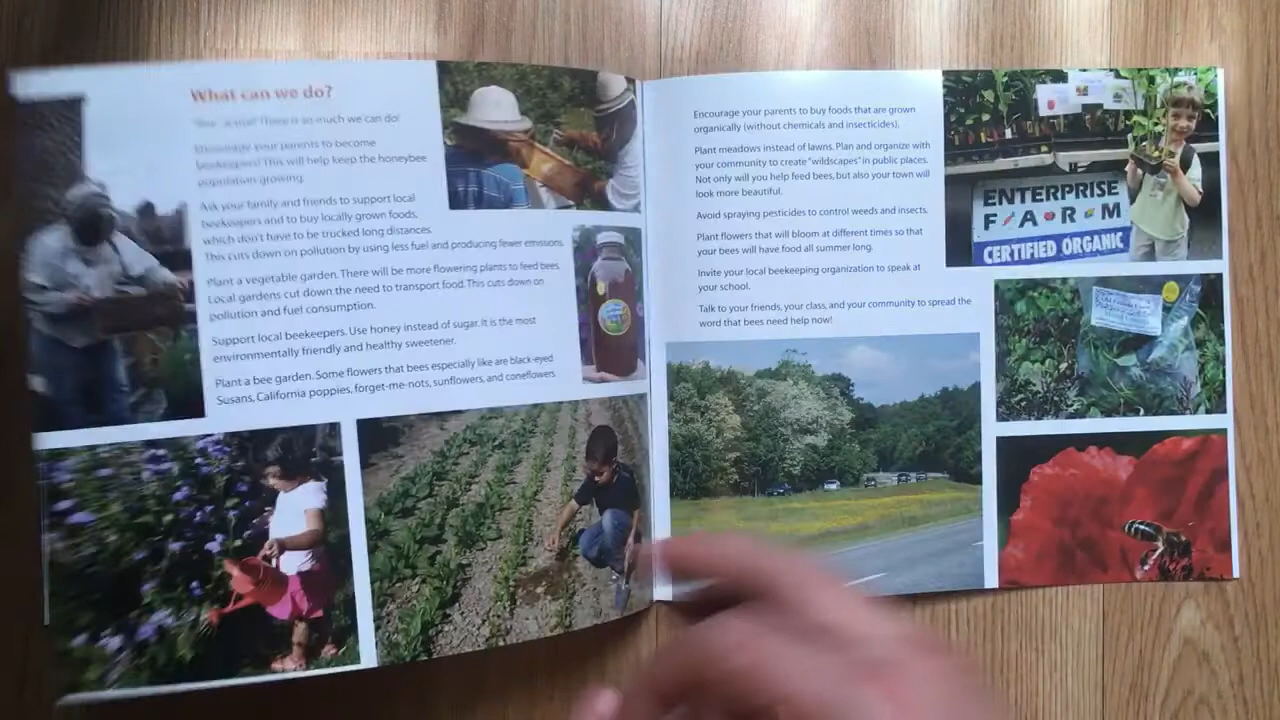 What can we do?
There is so much we can do!
Encourage your parents to become
beekeepers! This will help keep the honeybee
population growing.
Ask your family and friends to support local
beekeepers and to buy locally grown foods,
which don't have to be trucked long distances.
This cuts down on pollution by using less fuel and producing fewer emissions.
Plant a vegetable garden. There will be more flowering plants to feed bees.
Local gardens cut down the need to transport food. This cuts down on
pollution and fuel consumption.
Support local beekeepers. Use honey instead of sugar. It is the most
environmentally friendly and healthy sweetener.
Plant a bee garden. Some flowers that bees especially like are black-eyed
Susans, California poppies, forget-me-nots, sunflowers, and coneflowers.
Encourage your parents to buy foods that are grown
organically (without chemicals and insecticides).
Plant meadows instead of lawns. Plan and organize with
your community to create "wildscapes" in public places.
Not only will you help feed bees, but also your town will
look more beautiful.
Avoid spraying pesticides to control weeds and insects.
Plant flowers that will bloom at different times so that
your bees will have food all summer long.
Invite your local beekeeping organization to speak at
your school.
Talk to your friends, your class, and your community to spread the
word that bees need help now!
ENTERPRISE
FARM
CERTIFIED ORGANIC